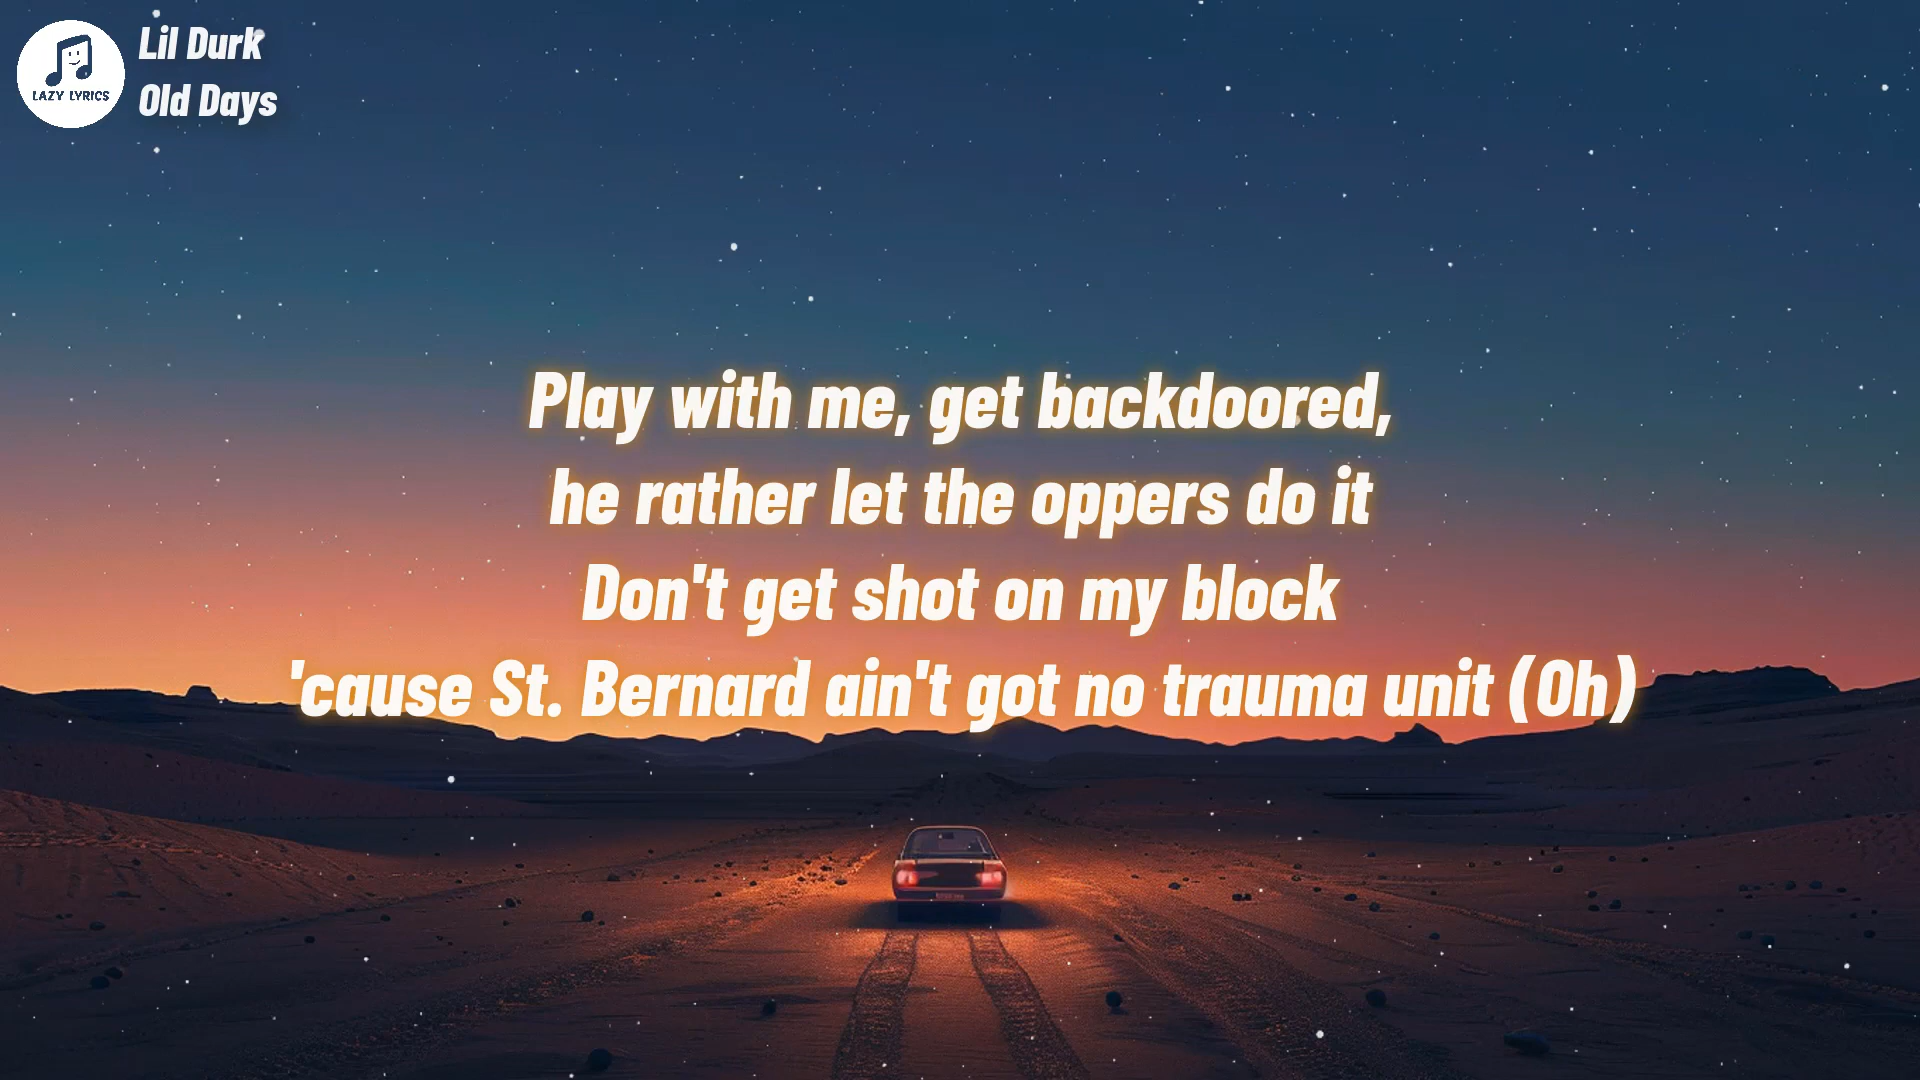 LAZY LYRICS
Lil Durk
Old Days
Play with me, get backdoored,
he rather let the oppers do it
Don't get shot on my block
'cause St. Bernard ain't got no trauma unit (Oh)